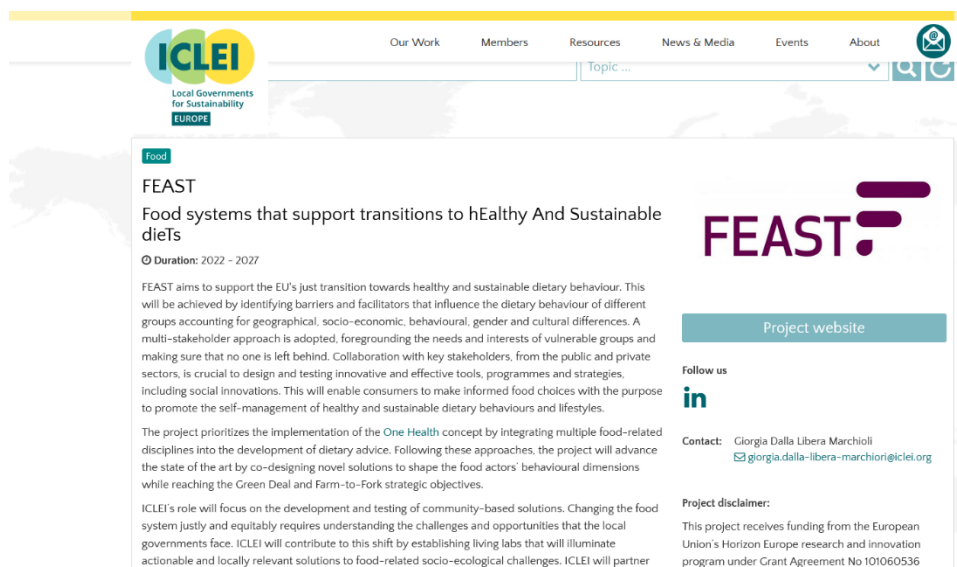 Our Work Members Resources News & Media Events About
ICLEI
Local Governments
for Sustainability
EUROPE
Topic ...
Food
FEAST
Food systems that support transitions to hEalthy And Sustainable
dieTs
Duration: 2022 - 2027
FEAST aims to support the EU's just transition towards healthy and sustainable dietary behaviour. This
will be achieved by identifying barriers and facilitators that influence the dietary behaviour of different
groups accounting for geographical, socio-economic, behavioural, gender and cultural differences. A
multi-stakeholder approach is adopted, foregrounding the needs and interests of vulnerable groups and
making sure that no one is left behind. Collaboration with key stakeholders, from the public and private
sectors, is crucial to design and testing innovative and effective tools, programmes and strategies,
including social innovations. This will enable consumers to make informed food choices with the purpose
to promote the self-management of healthy and sustainable dietary behaviours and lifestyles.
The project prioritizes the implementation of the One Health concept by integrating multiple food-related
disciplines into the development of dietary advice. Following these approaches, the project will advance
the state of the art by co-designing novel solutions to shape the food actors' behavioural dimensions
while reaching the Green Deal and Farm-to-Fork strategic objectives.
ICLEI's role will focus on the development and testing of community-based solutions. Changing the food
system justly and equitably requires understanding the challenges and opportunities that the local
governments face. ICLEI will contribute to this shift by establishing living labs that will illuminate
actionable and locally relevant solutions to food-related socio-ecological challenges. ICLEI will partner
FEAST
Project website
Follow us
in
Contact: Giorgia Dalla Libera
Marchioli
giorgia.dalla-libera-marchiori@iclei.org
Project disclaimer:
This project receives funding from the European
Union's Horizon Europe research and innovation
program under Grant Agreement No 101060536